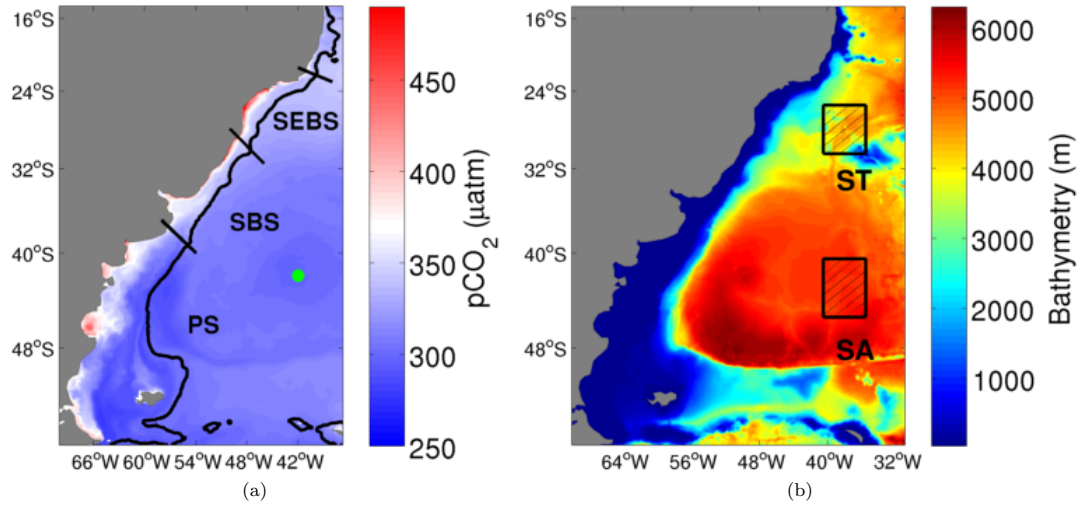 16°S
24°S
32°S
40°S
48°S
66°W 60°W 54°W 48°W 42°W
SEBS
SBS
PS
450
400
350
300
250
pCO₂ (µatm)
(a)
16°S
24°S
32°S
40°S
48°S
64°W 56°W 48°W 40°W 32°W
ST
SA
6000
5000
4000
3000
2000
1000
Bathymetry (m)
(b)